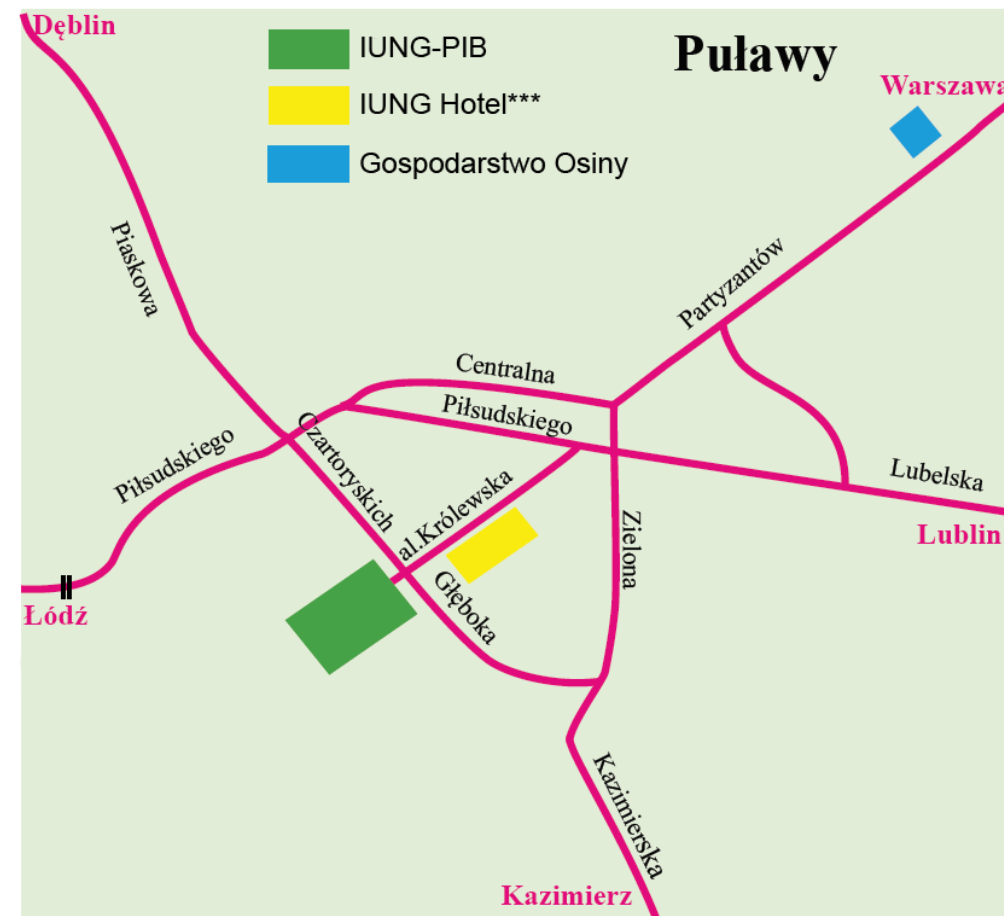 Dęblin
IUNG-PIB
Puławy
IUNG Hotel***
Warszawa
Gospodarstwo Osiny
Piaskowa
Partyzantów
Centralna
Piłsudskiego
Czartoryskich
Piłsudskiego
al.Królewska
Lubelska
Zielona
Lublin
Głęboka
Łódź
Kazimierska
Kazimierz